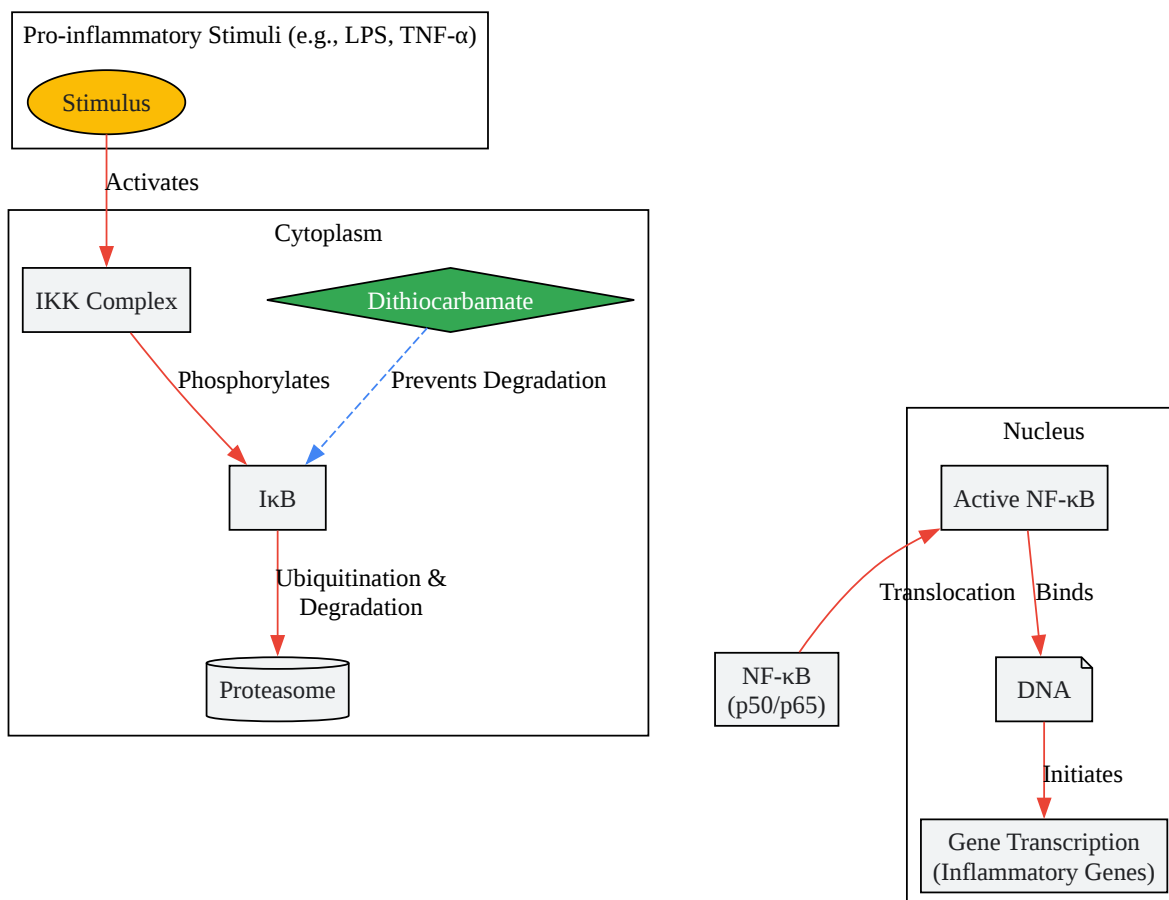 Pro-inflammatory Stimuli (e.g., LPS, TNF-α)
Stimulus
Activates
Cytoplasm
IKK Complex
Dithiocarbamate
Phosphorylates
Prevents Degradation
IκB
Ubiquitination &
Degradation
Proteasome
NF-κB
(p50/p65)
Translocation
Nucleus
Active NF-κB
Binds
DNA
Initiates
Gene Transcription
(Inflammatory Genes)